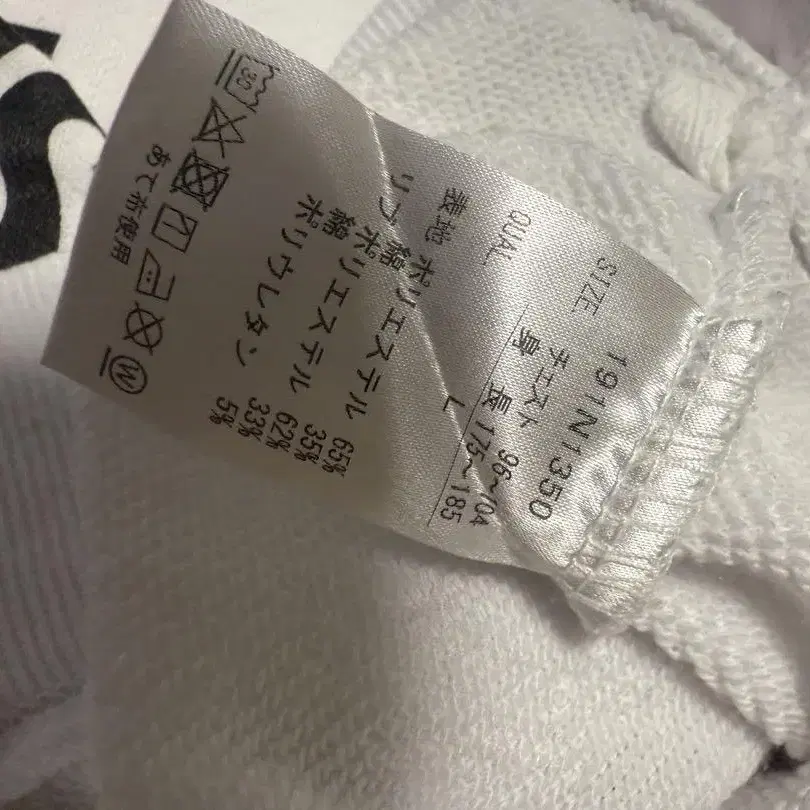 191N1350
SIZE チェスト 96~104
身 長 175~185
L
QUAL
表地 ポリエステル 65%
綿 35%
リブ 綿 62%
ポリエステル 33%
ポリウレタン 5%
30
あて布使用
W